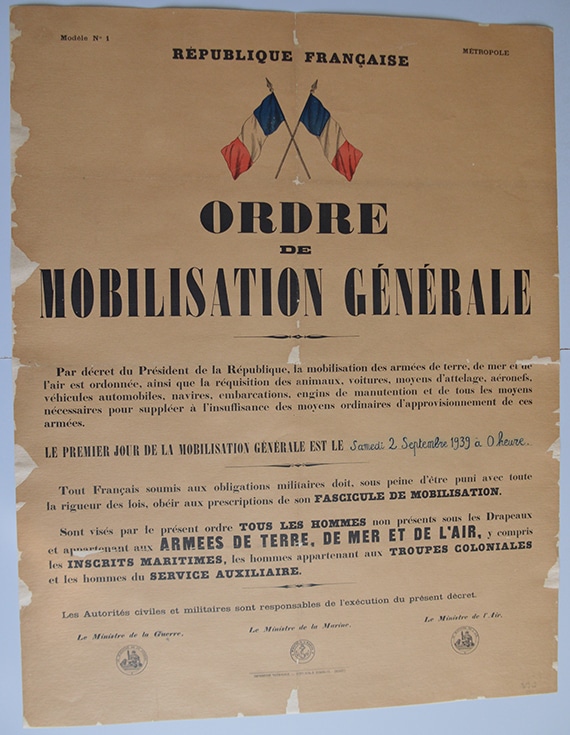 Modèle N° 1
MÉTROPOLE
RÉPUBLIQUE FRANÇAISE
ORDRE
DE
MOBILISATION GÉNÉRALE
Par décret du Président de la République, la mobilisation des armées de terre, de mer et de
l'air est ordonnée, ainsi que la réquisition des animaux, voitures, moyens d'attelage, aéronefs,
véhicules automobiles, navires, embarcations, engins de manutention et de tous les moyens
nécessaires pour suppléer à l'insuffisance des moyens ordinaires d'approvisionnement de ces
armées.
LE PREMIER JOUR DE LA MOBILISATION GÉNÉRALE EST LE Samedi 2 Septembre 1939 à 0 heure.
Tout Français soumis aux obligations militaires doit, sous peine d'être puni avec toute
la rigueur des lois, obéir aux prescriptions de son FASCICULE DE MOBILISATION.
Sont visés par le présent ordre TOUS LES HOMMES non présents sous les Drapeaux
et appartenant aux ARMÉES DE TERRE, DE MER ET DE L'AIR, y compris
les INSCRITS MARITIMES, les hommes appartenant aux TROUPES COLONIALES
et les hommes du SERVICE AUXILIAIRE.
Les Autorités civiles et militaires sont responsables de l'exécution du présent décret.
Le Ministre de la Guerre.
Le Ministre de la Marine.
Le Ministre de l'Air.